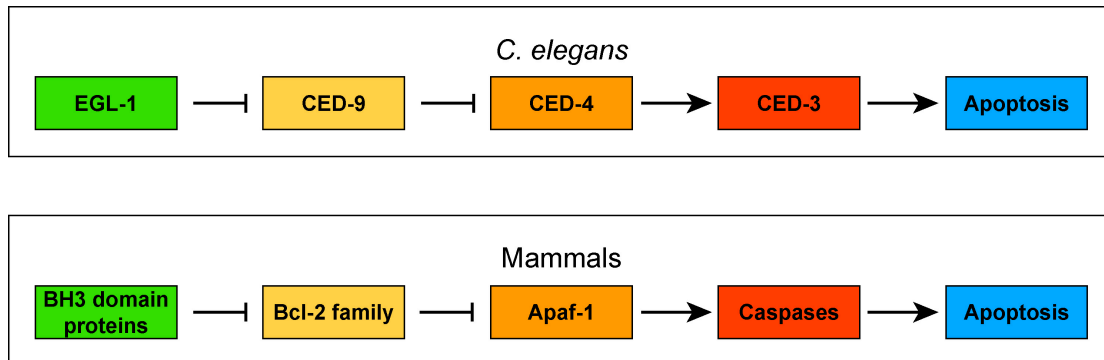 C. elegans
EGL-1
CED-9
CED-4
CED-3
Apoptosis
Mammals
BH3 domain
proteins
Bcl-2 family
Apaf-1
Caspases
Apoptosis